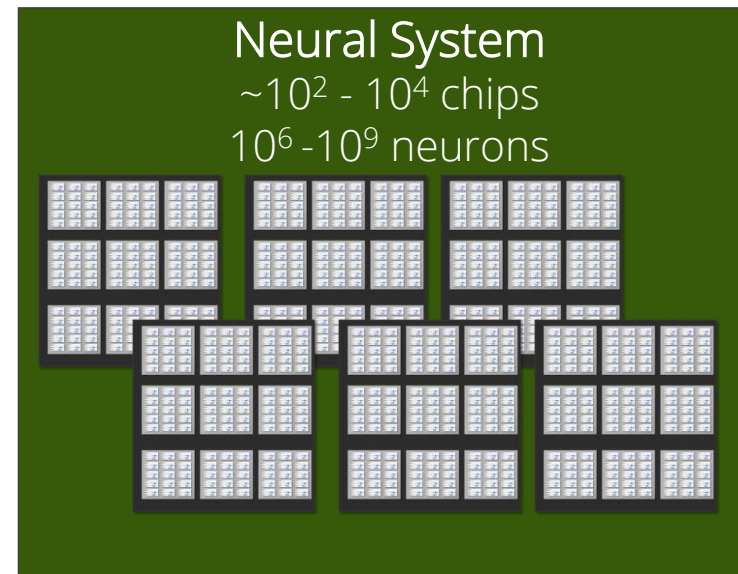 Neural System
~10² - 10⁴ chips
10⁶ -10⁹ neurons